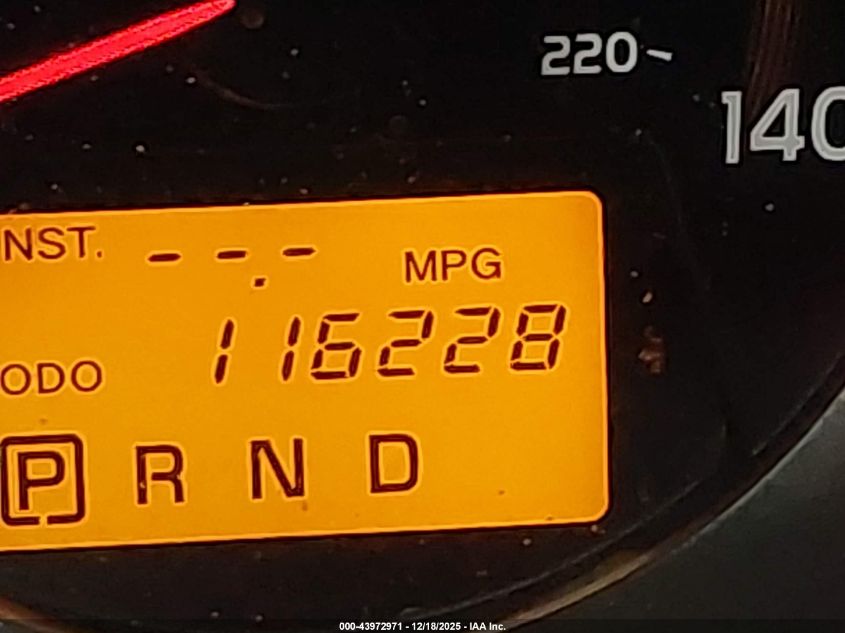 220
140
NST. --.- MPG
ODO 116228
P R N D
000-43972971 - 12/18/2025 - IAA Inc.